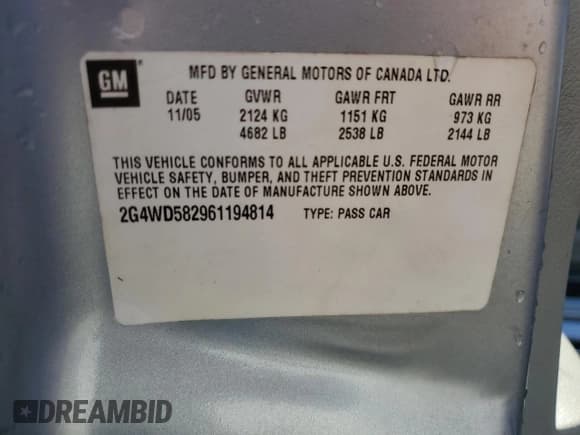 GM ®
MFD BY GENERAL MOTORS OF CANADA LTD.
DATE GVWR GAWR FRT GAWR RR
11/05 2124 KG 1151 KG 973 KG
4682 LB 2538 LB 2144 LB
THIS VEHICLE CONFORMS TO ALL APPLICABLE U.S. FEDERAL MOTOR
VEHICLE SAFETY, BUMPER, AND THEFT PREVENTION STANDARDS IN
EFFECT ON THE DATE OF MANUFACTURE SHOWN ABOVE.
2G4WD582961194814 TYPE: PASS CAR
DREAMBID